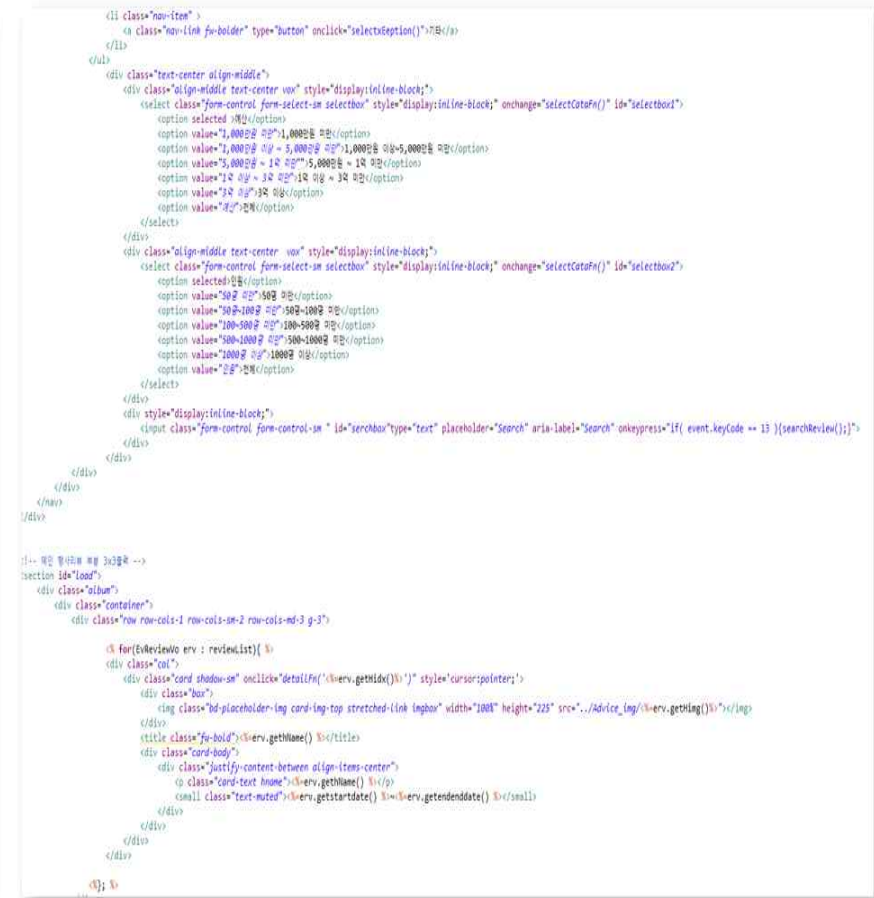 <li class="nav-item" >
<a class="nav-link fw-bolder" type="button" onclick="selectxEeption()">기타</a>
</li>
</ul>
<div class="text-center align-middle">
<div class="align-middle text-center vox" style="display:inline-block;">
<select class="form-control form-select-sm selectbox" style="display:inline-block;" onchange="selectCataFn()" id="selectbox1">
<option selected >예산</option>
<option value="1,000만원 미만">1,000만원 미만</option>
<option value="1,000만원 이상 ~ 5,000만원 미만">1,000만원 이상~5,000만원 미만</option>
<option value="5,000만원 ~ 1억 미만"">5,000만원 ~ 1억 미만</option>
<option value="1억 이상 ~ 3억 미만">1억 이상 ~ 3억 미만</option>
<option value="3억 이상">3억 이상</option>
<option value="예산">전체</option>
</select>
</div>
<div class="align-middle text-center  vox" style="display:inline-block;">
<select class="form-control form-select-sm selectbox" style="display:inline-block;" onchange="selectCataFn()" id="selectbox2">
<option selected>인원</option>
<option value="50명 미만">50명 미만</option>
<option value="50명~100명 미만">50명~100명 미만</option>
<option value="100~500명 미만">100~500명 미만</option>
<option value="500~1000명 미만">500~1000명 미만</option>
<option value="1000명 이상">1000명 이상</option>
<option value="인원">전체</option>
</select>
</div>
<div style="display:inline-block;">
<input class="form-control form-control-sm " id="serchbox"type="text" placeholder="Search" aria-label="Search" onkeypress="if( event.keyCode == 13 ){searchReview();}">
</div>
</div>
</div>
</div>
</nav>
</div>
!-- 메인 행사리뷰 부분 3x3출력 -->
section id="load">
<div class="album">
<div class="container">
<div class="row row-cols-1 row-cols-sm-2 row-cols-md-3 g-3">
<% for(EvReviewVo erv : reviewList){ %>
<div class="col">
<div class="card shadow-sm" onclick="detailFn('<%=erv.getHidx()%>')" style='cursor:pointer;'>
<div class="box">
<img class="bd-placeholder-img card-img-top stretched-link imgbox" width="100%" height="225" src="../Advice_img/<%=erv.getHimg()%>"></img>
</div>
<title class="fw-bold"><%=erv.gethName() %></title>
<div class="card-body">
<div class="justify-content-between align-items-center">
<p class="card-text hname"><%=erv.gethName() %></p>
<small class="text-muted"><%=erv.getstartdate() %>~<%=erv.getendenddate() %></small>
</div>
</div>
</div>
</div>
<%}; %>